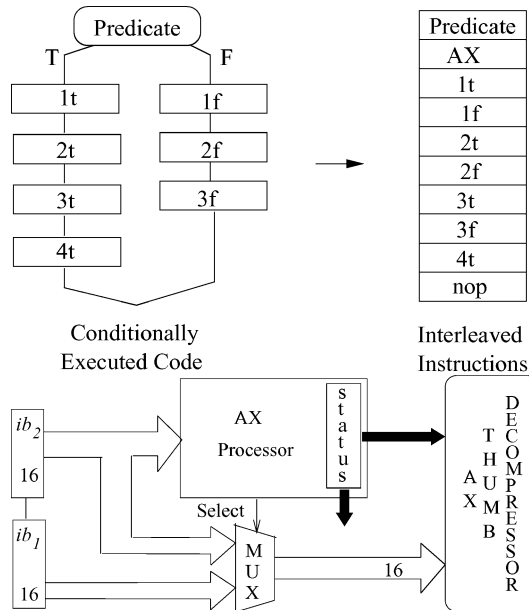 Predicate
T
F
1t
1f
2t
2f
3t
3f
4t
Predicate
AX
1t
1f
2t
2f
3t
3f
4t
nop
Conditionally
Executed Code
Interleaved
Instructions
ib2
16
ib1
16
AX
Processor
status
Select
MUX
16
AX
THUMB
DECOMPRESSOR